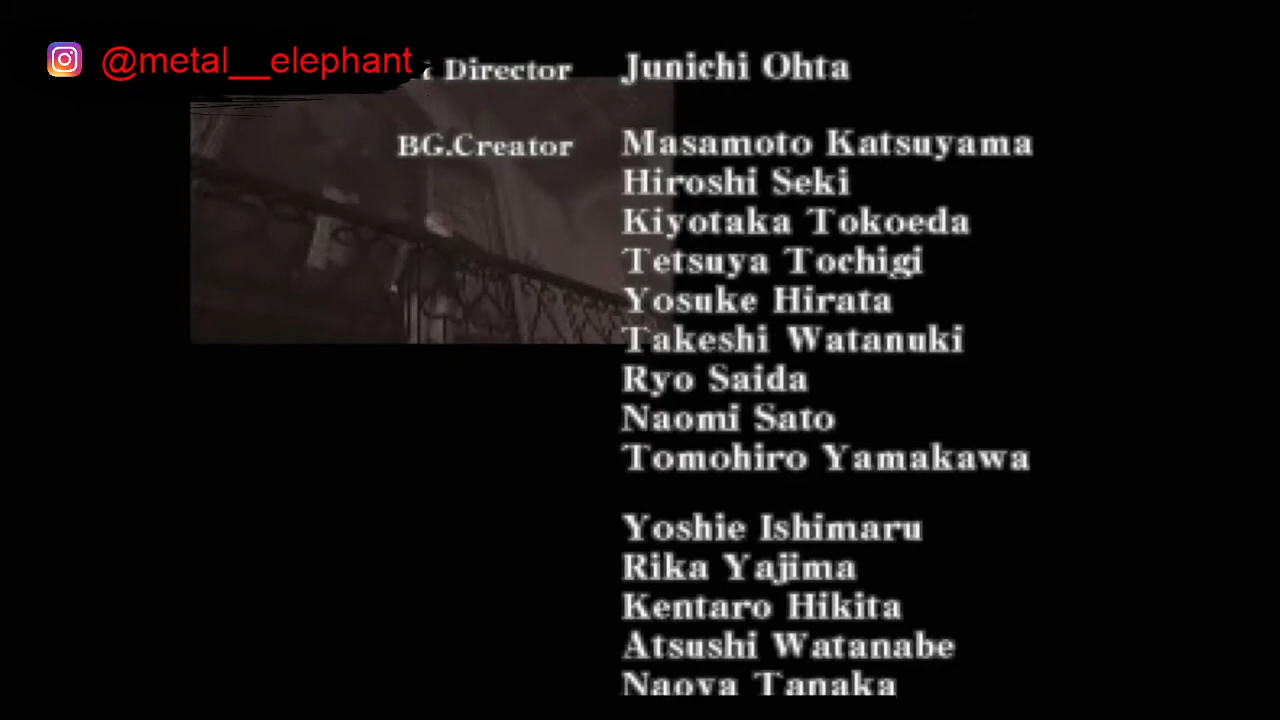 @metal__elephant
Director Junichi Ohta
BG.Creator Masamoto Katsuyama
Hiroshi Seki
Kiyotaka Tokoeda
Tetsuya Tochigi
Yosuke Hirata
Takeshi Watanuki
Ryo Saida
Naomi Sato
Tomohiro Yamakawa
Yoshie Ishimaru
Rika Yajima
Kentaro Hikita
Atsushi Watanabe
Naoya Tanaka